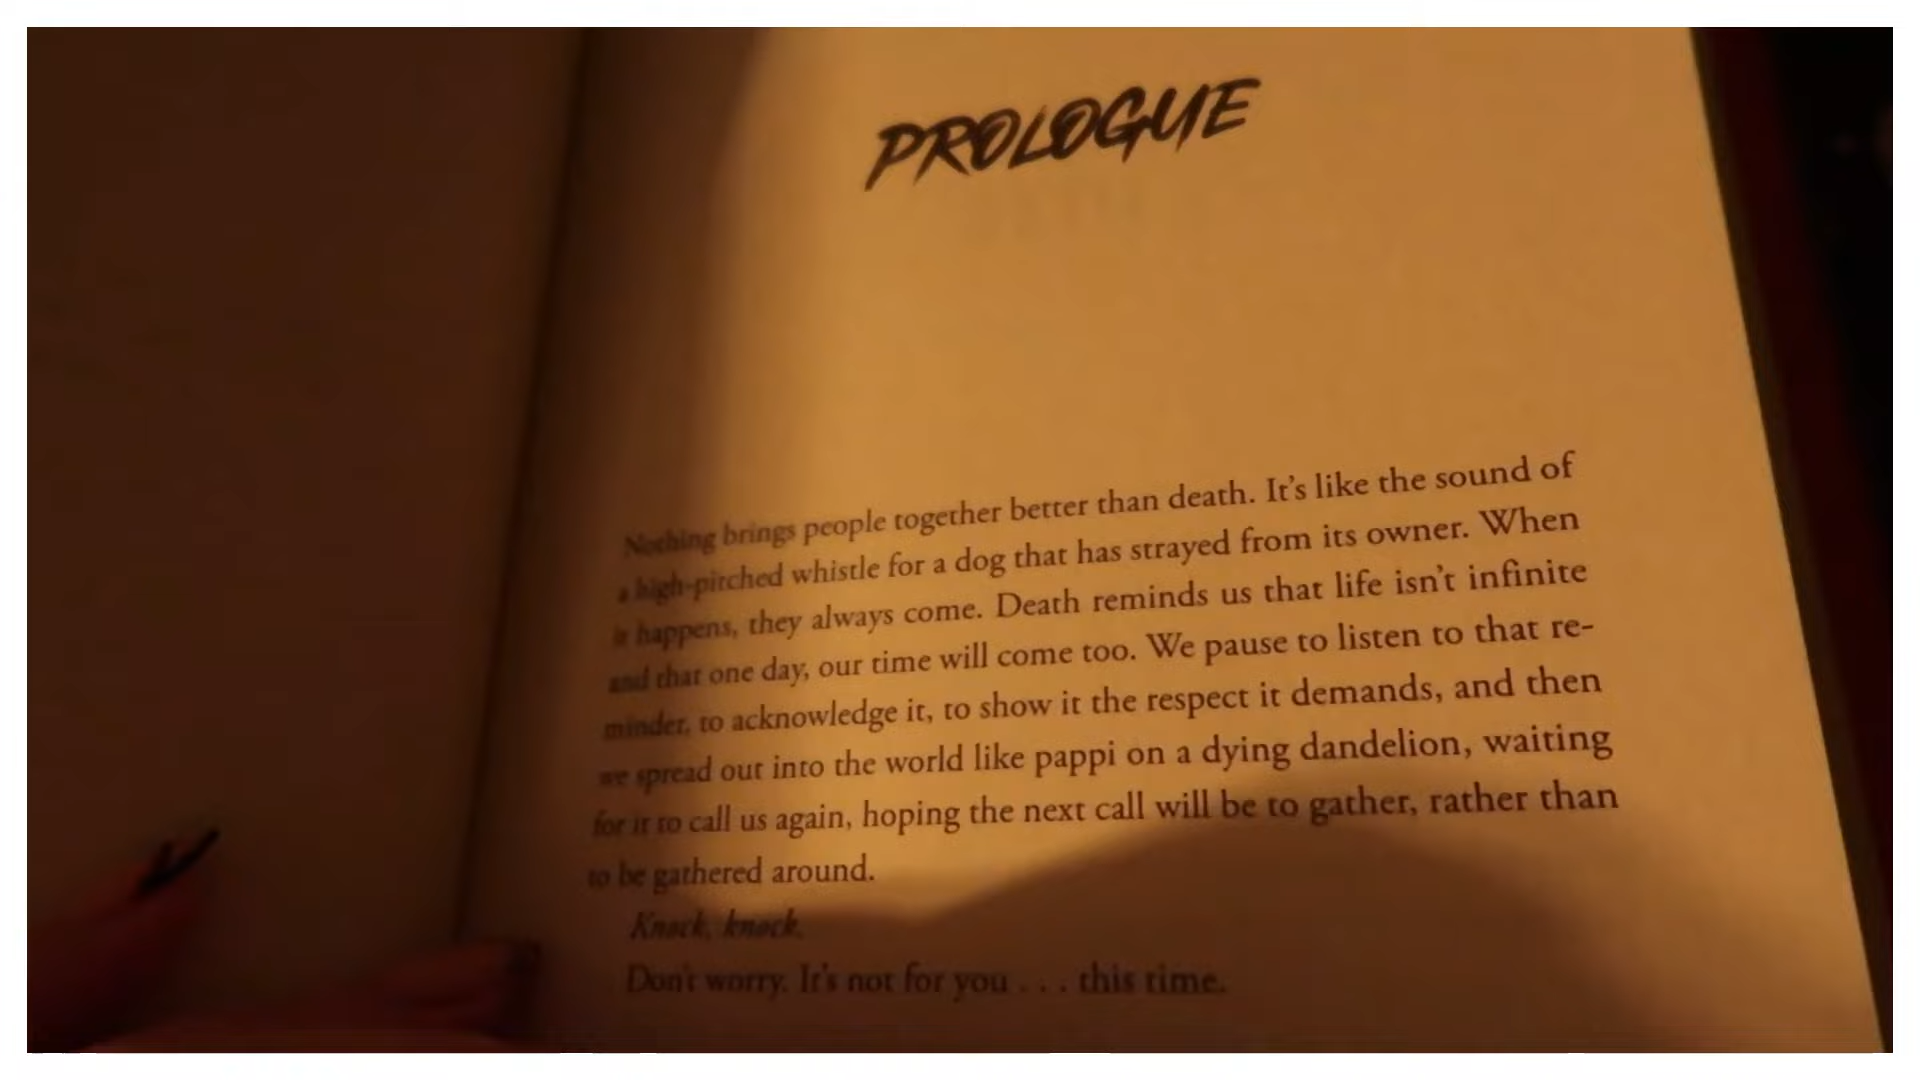 PROLOGUE
Nothing brings people together better than death. It's like the sound of
a high-pitched whistle for a dog that has strayed from its owner. When
it happens, they always come. Death reminds us that life isn't infinite
and that one day, our time will come too. We pause to listen to that re-
minder, to acknowledge it, to show it the respect it demands, and then
we spread out into the world like pappi on a dying dandelion, waiting
for it to call us again, hoping the next call will be to gather, rather than
to be gathered around.
Knock, knock.
Don't worry. It's not for you . . . this time.